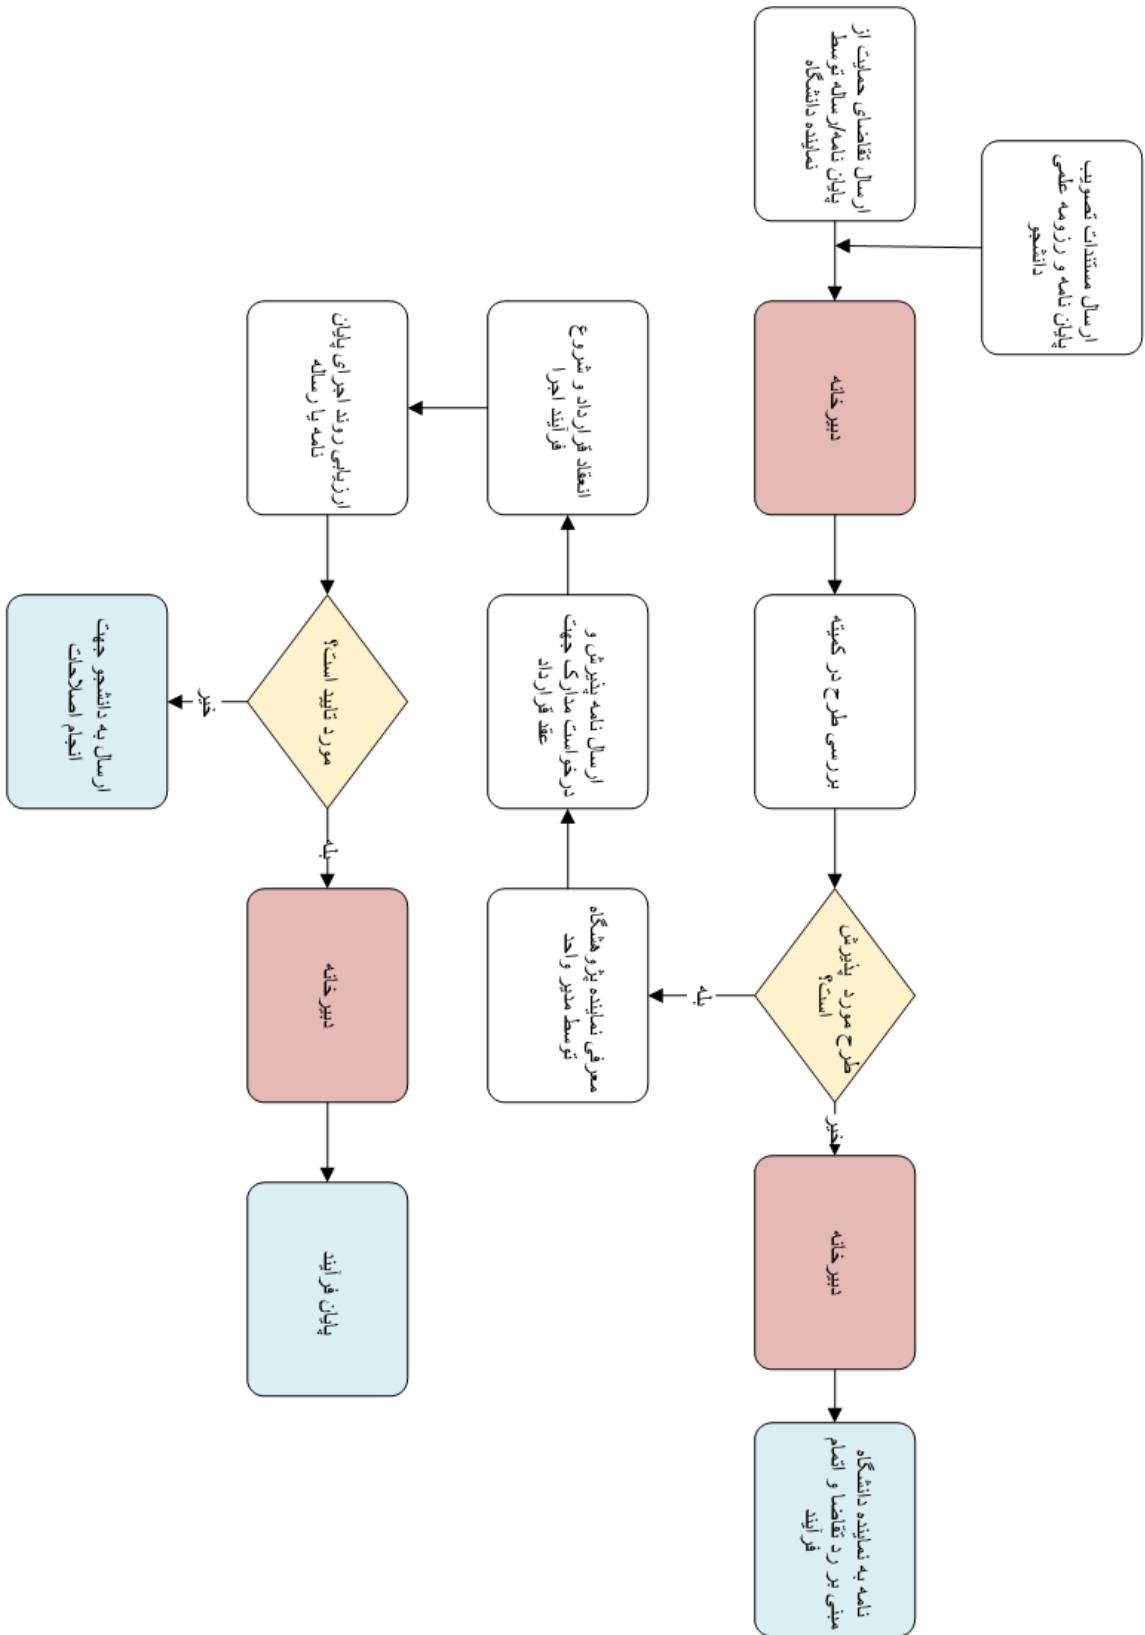 ارسال تقاضای حمایت از
پایان نامه/رساله توسط
نماینده دانشگاه
ارسال مستندات تصویب
پایان نامه و رزومه علمی
دانشجو
دبیرخانه
بررسی طرح در کمیته
طرح مورد پذیرش
است؟
خیر
دبیرخانه
نامه به نماینده دانشگاه
مبنی بر رد تقاضا و اتمام
فرآیند
بله
معرفی نماینده پژوهشگاه
توسط مدیر واحد
ارسال نامه پذیرش و
درخواست مدارک جهت
عقد قرارداد
انعقاد قرارداد و شروع
فرآیند اجرا
ارزیابی روند اجرای پایان
نامه یا رساله
مورد تایید است؟
بله
دبیرخانه
پایان فرآیند
خیر
ارسال به دانشجو جهت
انجام اصلاحات